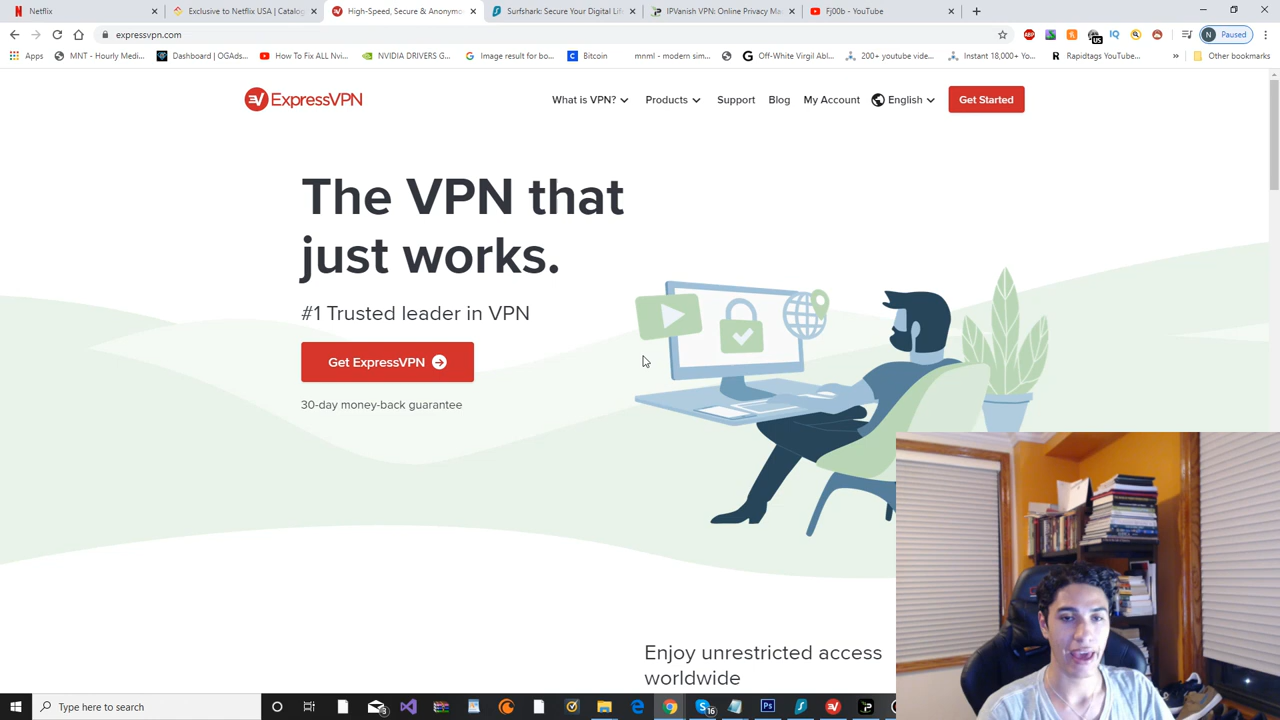 Netflix
Exclusive to Netflix USA | Catalog
High-Speed, Secure & Anonymo
Surfshark: Secure Your Digital Life
IPVanish VPN: Online Privacy Ma
Fj00b - YouTube
expressvpn.com
ABP
US
IQ
N Paused
Apps
MNT - Hourly Medi...
Dashboard | OGAds...
How To Fix ALL Nvi...
NVIDIA DRIVERS G...
Image result for bo...
Bitcoin
mnml - modern sim...
Off-White Virgil Abl...
200+ youtube vide...
Instant 18,000+ Yo...
Rapidtags YouTube...
»
Other bookmarks
ExpressVPN
What is VPN?
Products
Support
Blog
My Account
English
Get Started
The VPN that
just works.
#1 Trusted leader in VPN
Get ExpressVPN
30-day money-back guarantee
Enjoy unrestricted access
worldwide
Type here to search